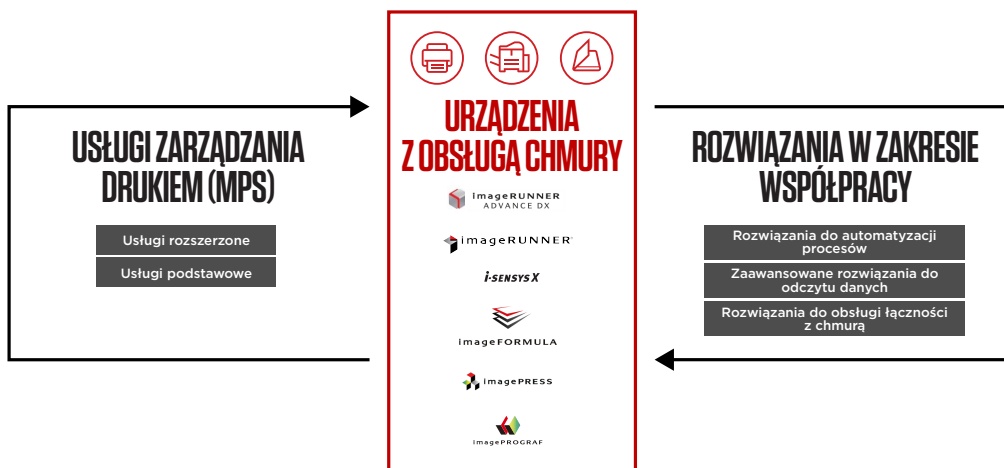 USŁUGI ZARZĄDZANIA
DRUKIEM (MPS)
Usługi rozszerzone
Usługi podstawowe
URZĄDZENIA
Z OBSŁUGĄ CHMURY
imageRUNNER
ADVANCE DX
imageRUNNER
i-SENSYS X
imageFORMULA
imagePRESS
imagePROGRAF
ROZWIĄZANIA W ZAKRESIE
WSPÓŁPRACY
Rozwiązania do automatyzacji
procesów
Zaawansowane rozwiązania do
odczytu danych
Rozwiązania do obsługi łączności
z chmurą